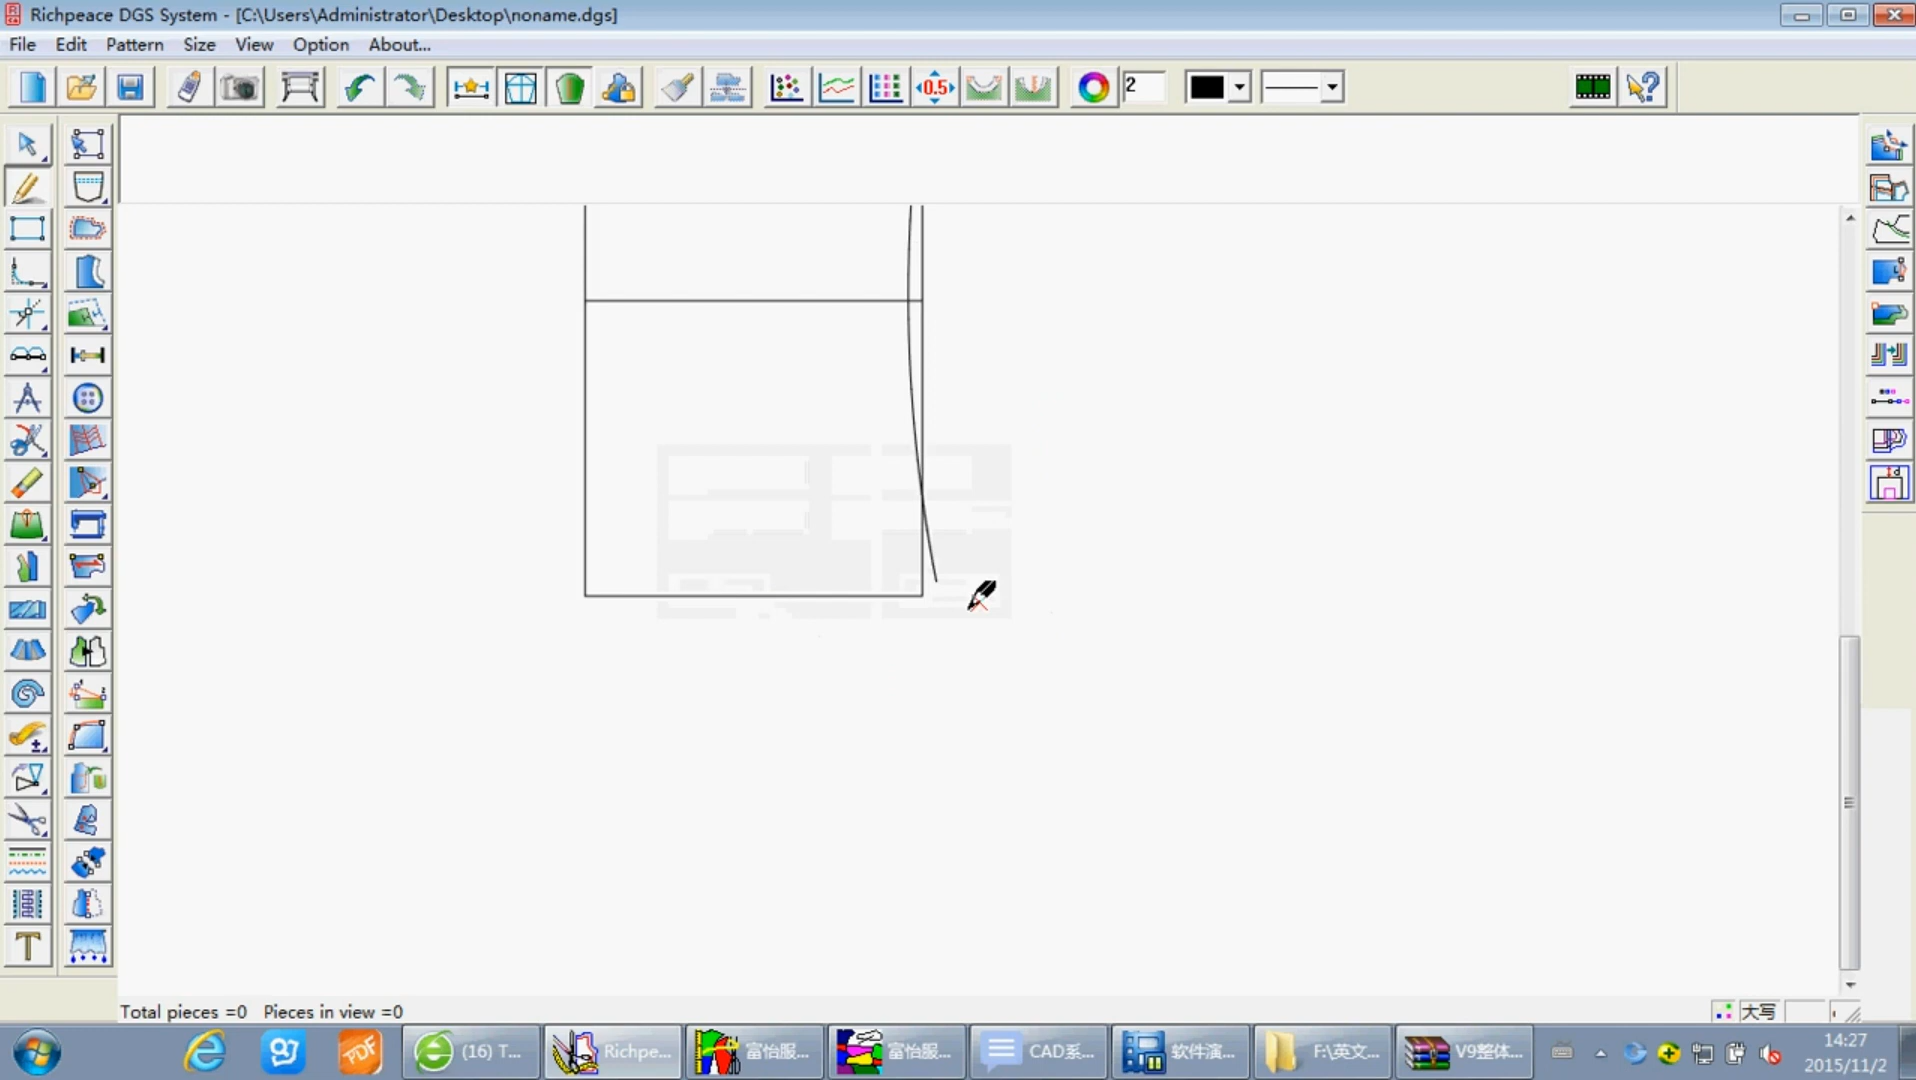 Richpeace DGS System - [C:\Users\Administrator\Desktop\noname.dgs]
File Edit Pattern Size View Option About...
0.5 2
T
Total pieces =0 Pieces in view =0
大写
(16) T... Richpe... 富怡服... 富怡服... CAD系... 软件演... F:\英文... V9整体...
14:27
2015/11/2